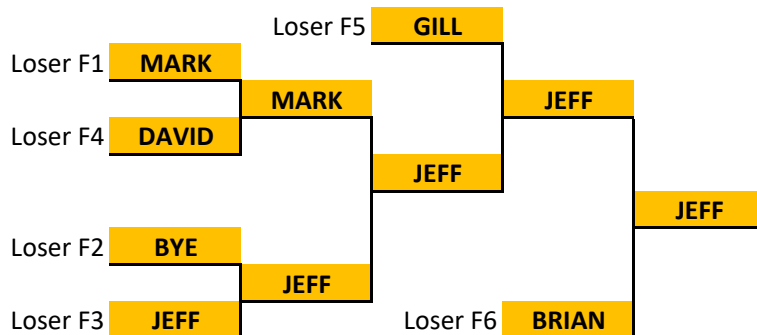 Loser F5 GILL
Loser F1 MARK
MARK JEFF
Loser F4 DAVID
JEFF
JEFF
Loser F2 BYE
JEFF
Loser F3 JEFF Loser F6 BRIAN